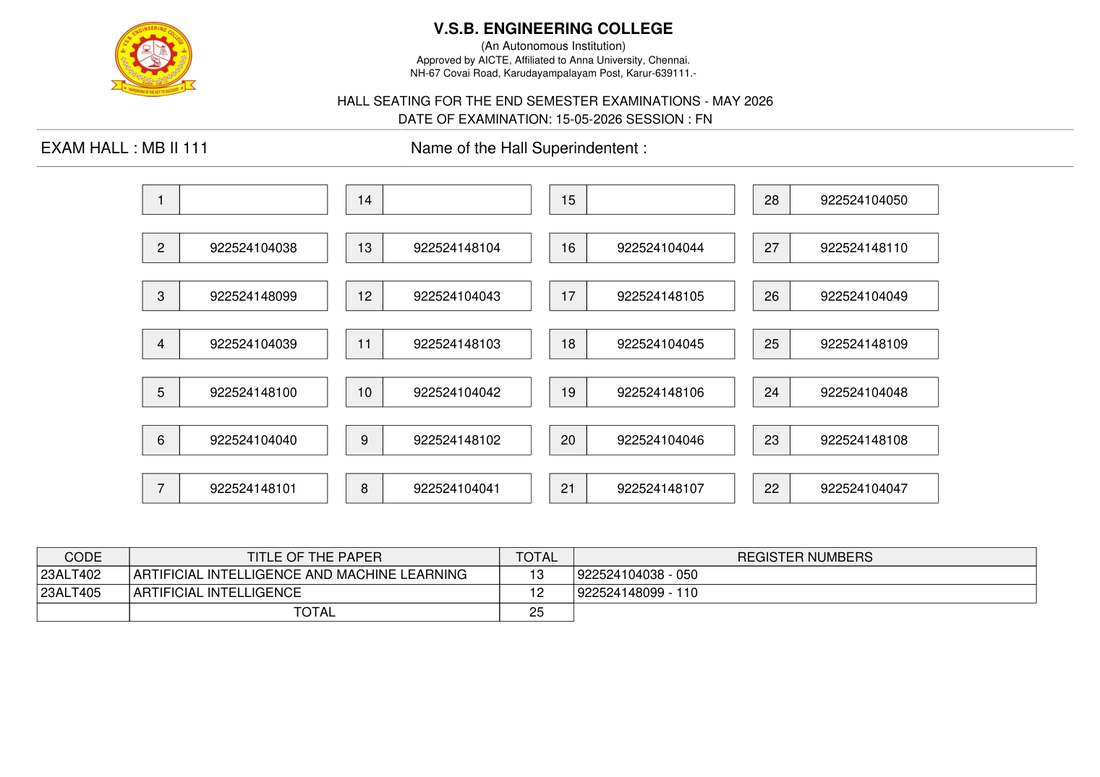 V.S.B. ENGINEERING COLLEGE
(An Autonomous Institution)
Approved by AICTE, Affiliated to Anna University, Chennai.
NH-67 Covai Road, Karudayampalayam Post, Karur-639111.-
HALL SEATING FOR THE END SEMESTER EXAMINATIONS - MAY 2026
DATE OF EXAMINATION: 15-05-2026 SESSION : FN
EXAM HALL : MB II 111 Name of the Hall Superindentent :
1 14 15 28 922524104050
2 922524104038 13 922524148104 16 922524104044 27 922524148110
3 922524148099 12 922524104043 17 922524148105 26 922524104049
4 922524104039 11 922524148103 18 922524104045 25 922524148109
5 922524148100 10 922524104042 19 922524148106 24 922524104048
6 922524104040 9 922524148102 20 922524104046 23 922524148108
7 922524148101 8 922524104041 21 922524148107 22 922524104047
CODE TITLE OF THE PAPER TOTAL REGISTER NUMBERS
23ALT402 ARTIFICIAL INTELLIGENCE AND MACHINE LEARNING 13 922524104038 - 050
23ALT405 ARTIFICIAL INTELLIGENCE 12 922524148099 - 110
TOTAL 25